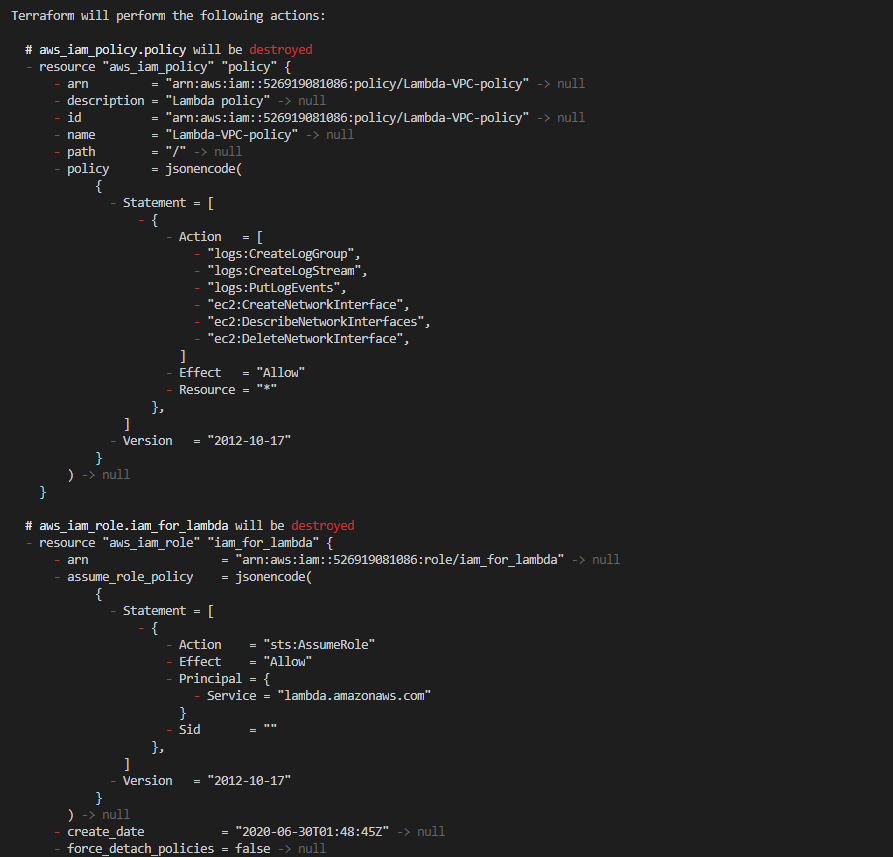 Terraform will perform the following actions:
# aws_iam_policy.policy will be destroyed
- resource "aws_iam_policy" "policy" {
- arn         = "arn:aws:iam::526919081086:policy/Lambda-VPC-policy" -> null
- description = "Lambda policy" -> null
- id          = "arn:aws:iam::526919081086:policy/Lambda-VPC-policy" -> null
- name        = "Lambda-VPC-policy" -> null
- path        = "/" -> null
- policy      = jsonencode(
{
- Statement = [
- {
- Action   = [
- "logs:CreateLogGroup",
- "logs:CreateLogStream",
- "logs:PutLogEvents",
- "ec2:CreateNetworkInterface",
- "ec2:DescribeNetworkInterfaces",
- "ec2:DeleteNetworkInterface",
]
- Effect   = "Allow"
- Resource = "*"
},
]
- Version   = "2012-10-17"
}
) -> null
}
# aws_iam_role.iam_for_lambda will be destroyed
- resource "aws_iam_role" "iam_for_lambda" {
- arn                   = "arn:aws:iam::526919081086:role/iam_for_lambda" -> null
- assume_role_policy    = jsonencode(
{
- Statement = [
- {
- Action    = "sts:AssumeRole"
- Effect    = "Allow"
- Principal = {
- Service = "lambda.amazonaws.com"
}
- Sid       = ""
},
]
- Version   = "2012-10-17"
}
) -> null
- create_date           = "2020-06-30T01:48:45Z" -> null
- force_detach_policies = false -> null